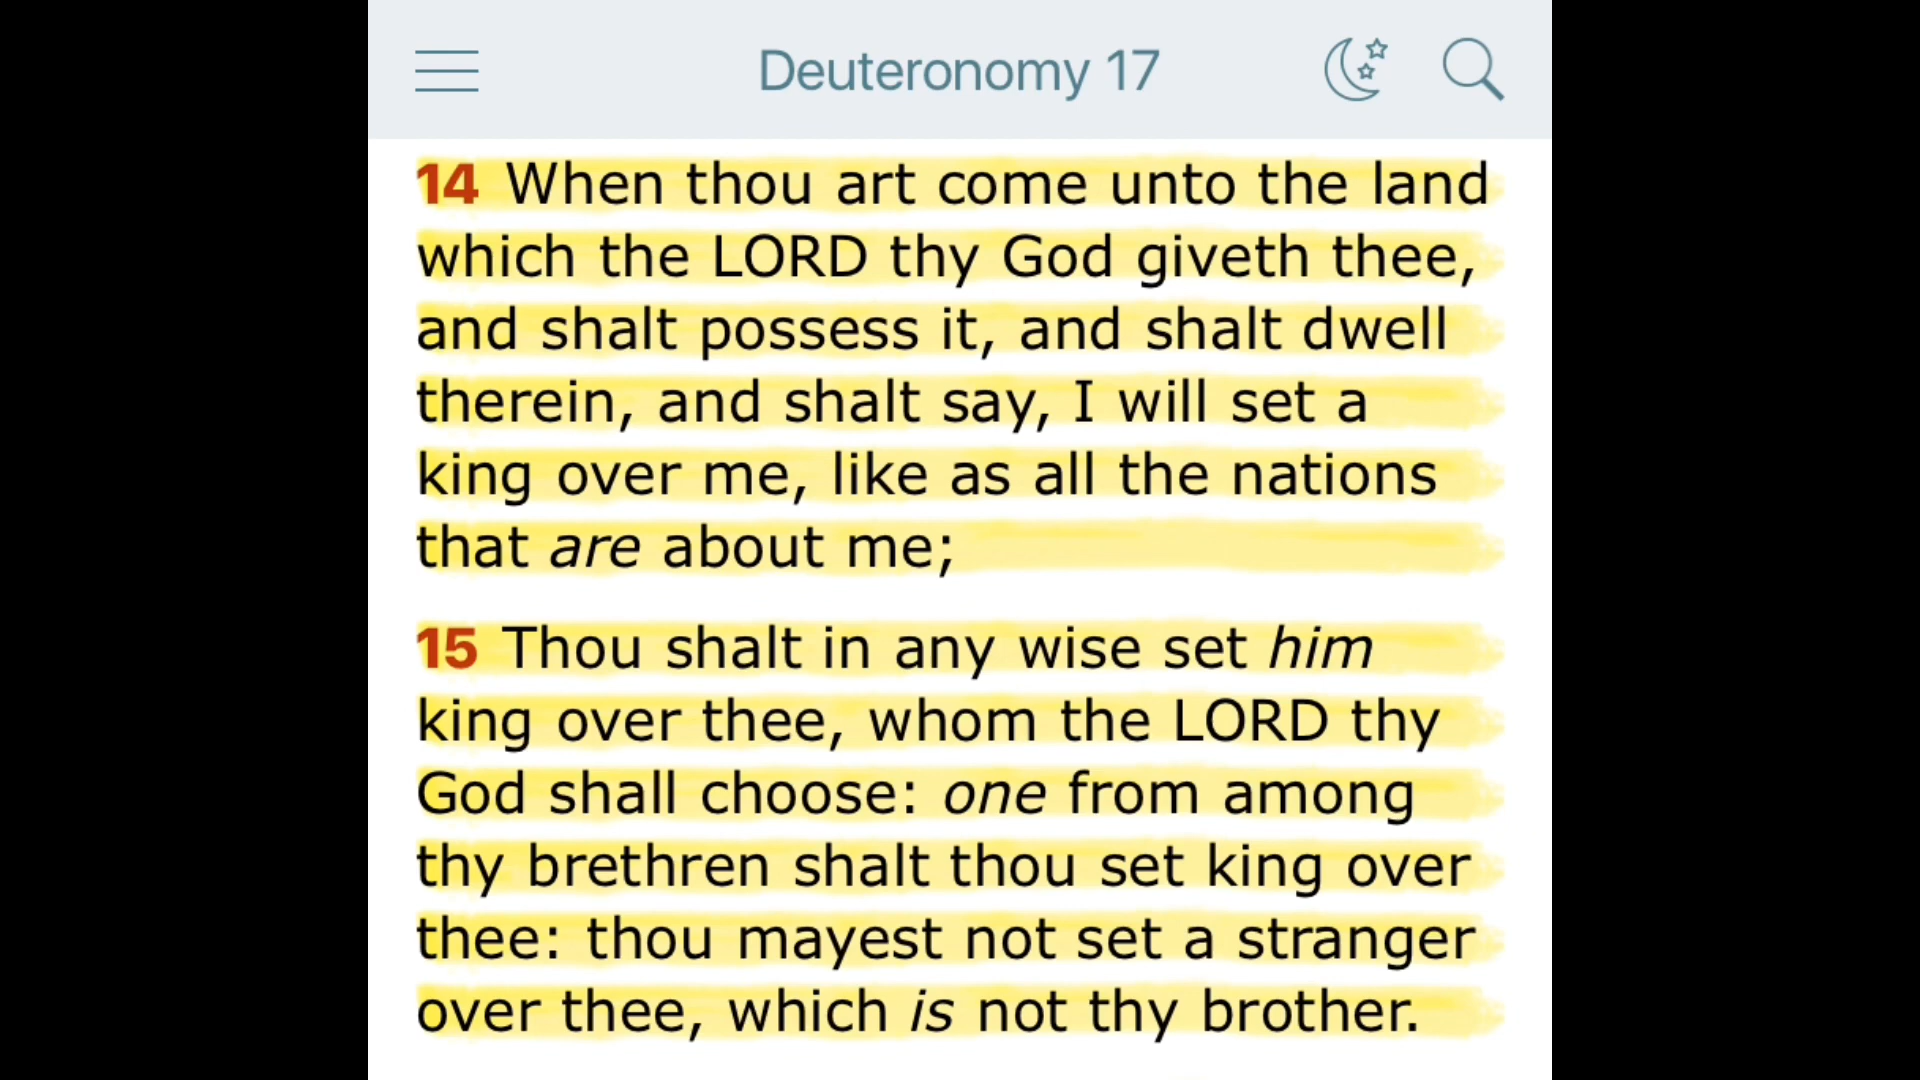 Deuteronomy 17
14 When thou art come unto the land
which the LORD thy God giveth thee,
and shalt possess it, and shalt dwell
therein, and shalt say, I will set a
king over me, like as all the nations
that are about me;
15 Thou shalt in any wise set him
king over thee, whom the LORD thy
God shall choose: one from among
thy brethren shalt thou set king over
thee: thou mayest not set a stranger
over thee, which is not thy brother.